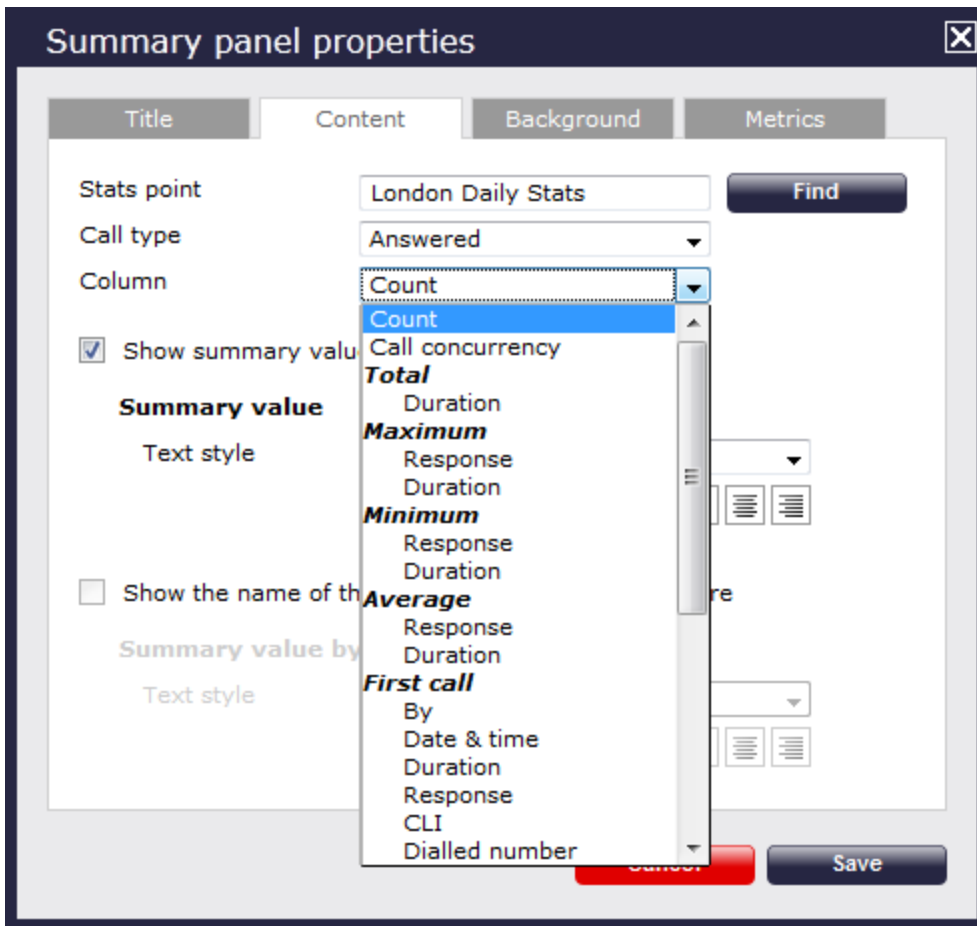 Summary panel properties
Title Content Background Metrics
Stats point London Daily Stats Find
Call type Answered
Column Count
Count
Show summary valu Call concurrency
Total
Summary value Duration
Maximum
Text style Response
Duration
Minimum
Response
Duration
Show the name of th Average re
Response
Summary value by Duration
Text style First call
By
Date & time
Duration
Response
CLI
Dialled number
Save